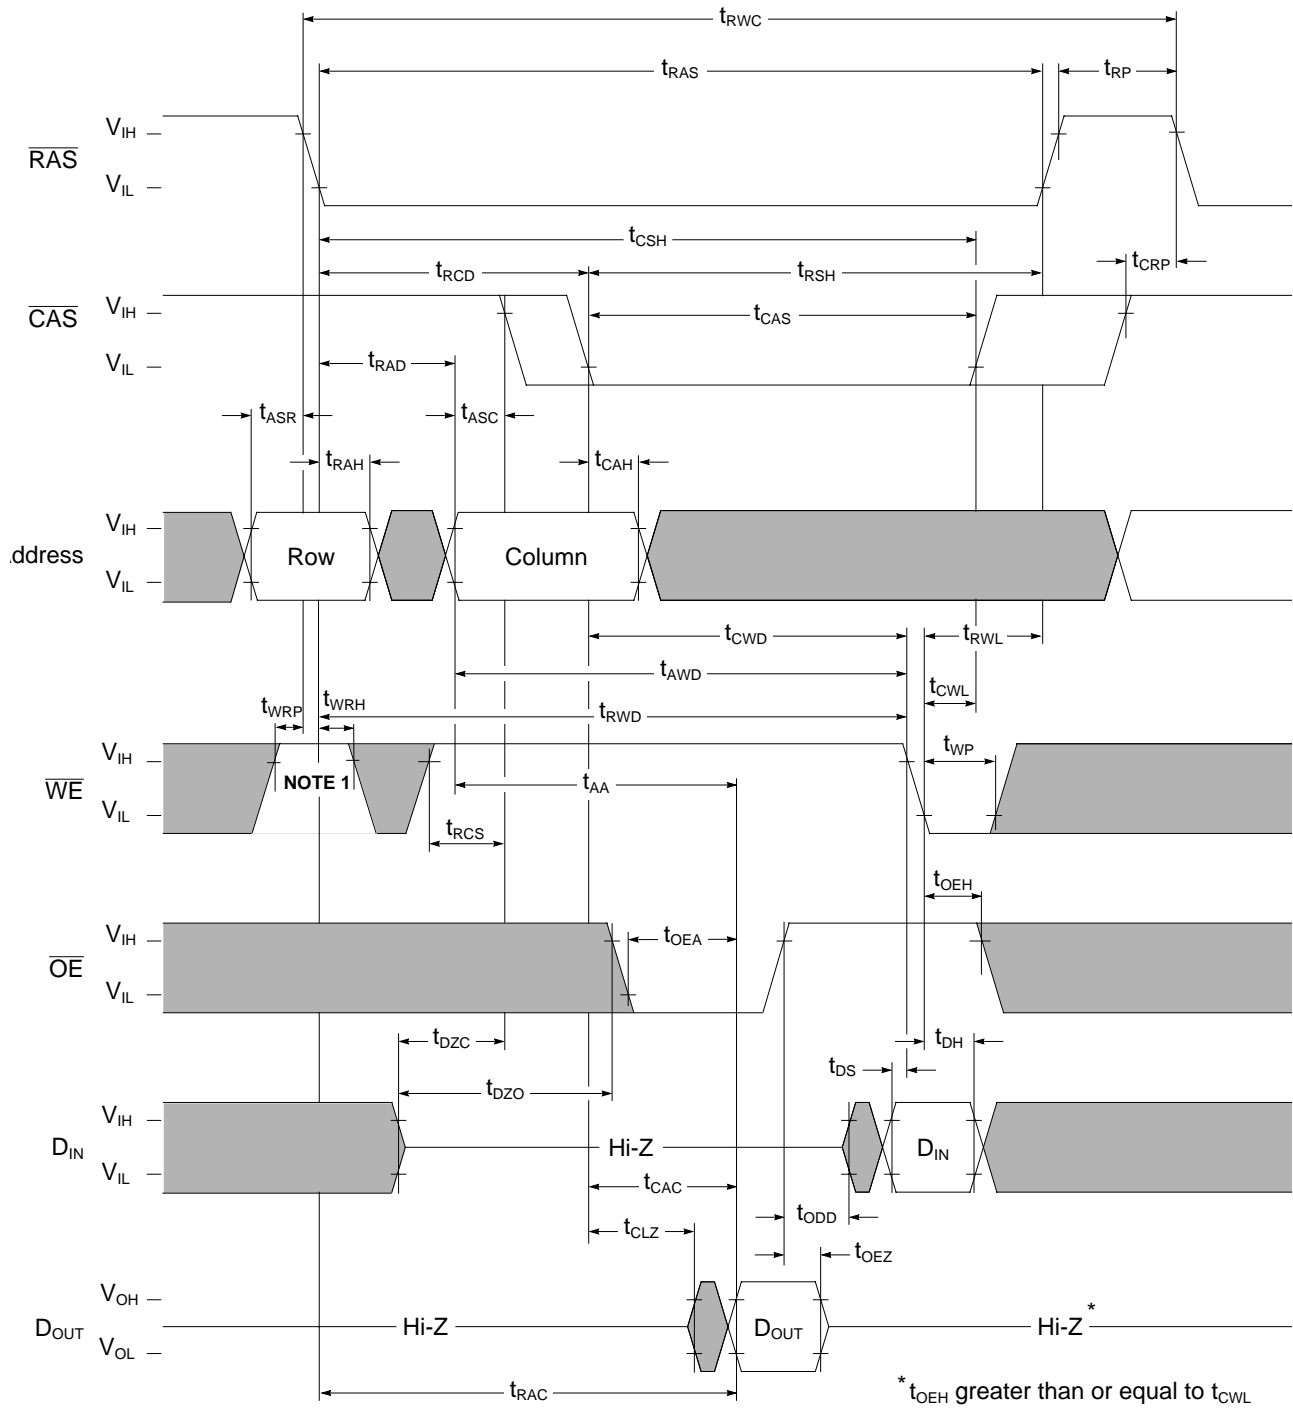 tRWC
tRAS
tRP
RAS
VIH
VIL
tCSH
tRCD
tRSH
tCRP
CAS
VIH
VIL
tCAS
tRAD
tASR
tASC
tRAH
tCAH
ddress
VIH
VIL
Row
Column
tCWD
tRWL
tAWD
tCWL
tWRP
tWRH
tRWD
WE
VIH
VIL
NOTE 1
tWP
tAA
tRCS
tOEH
OE
VIH
VIL
tOEA
tDZC
tDH
tDS
tDZO
DIN
VIH
VIL
Hi-Z
DIN
tCAC
tODD
tCLZ
tOEZ
DOUT
VOH
VOL
Hi-Z
DOUT
Hi-Z*
tRAC
* tOEH greater than or equal to tCWL